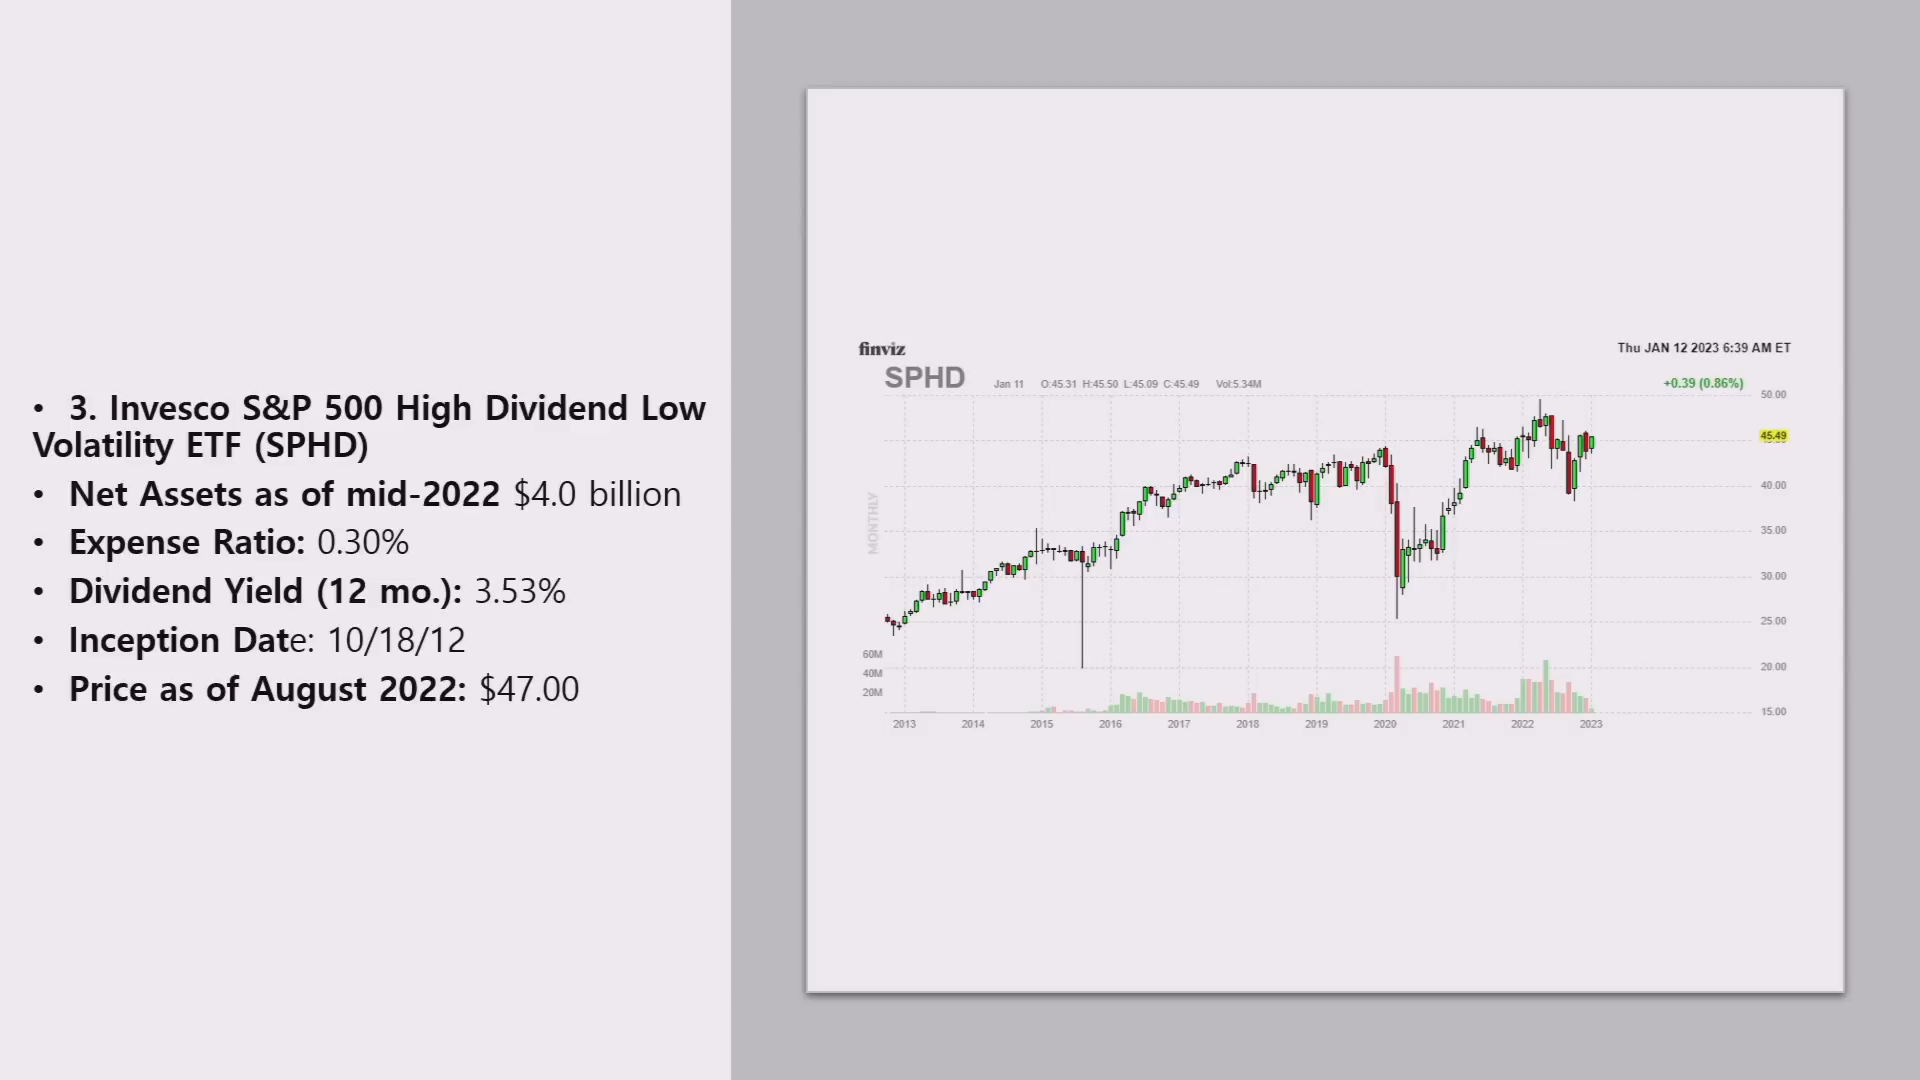 • 3. Invesco S&P 500 High Dividend Low
Volatility ETF (SPHD)
• Net Assets as of mid-2022 $4.0 billion
• Expense Ratio: 0.30%
• Dividend Yield (12 mo.): 3.53%
• Inception Date: 10/18/12
• Price as of August 2022: $47.00
finviz
Thu JAN 12 2023 6:39 AM ET
SPHD Jan 11 O:45.31 H:45.50 L:45.09 C:45.49 Vol:5.34M
+0.39 (0.86%)
50.00
45.49
40.00
MONTHLY
35.00
30.00
25.00
60M
20.00
40M
20M
15.00
2013 2014 2015 2016 2017 2018 2019 2020 2021 2022 2023